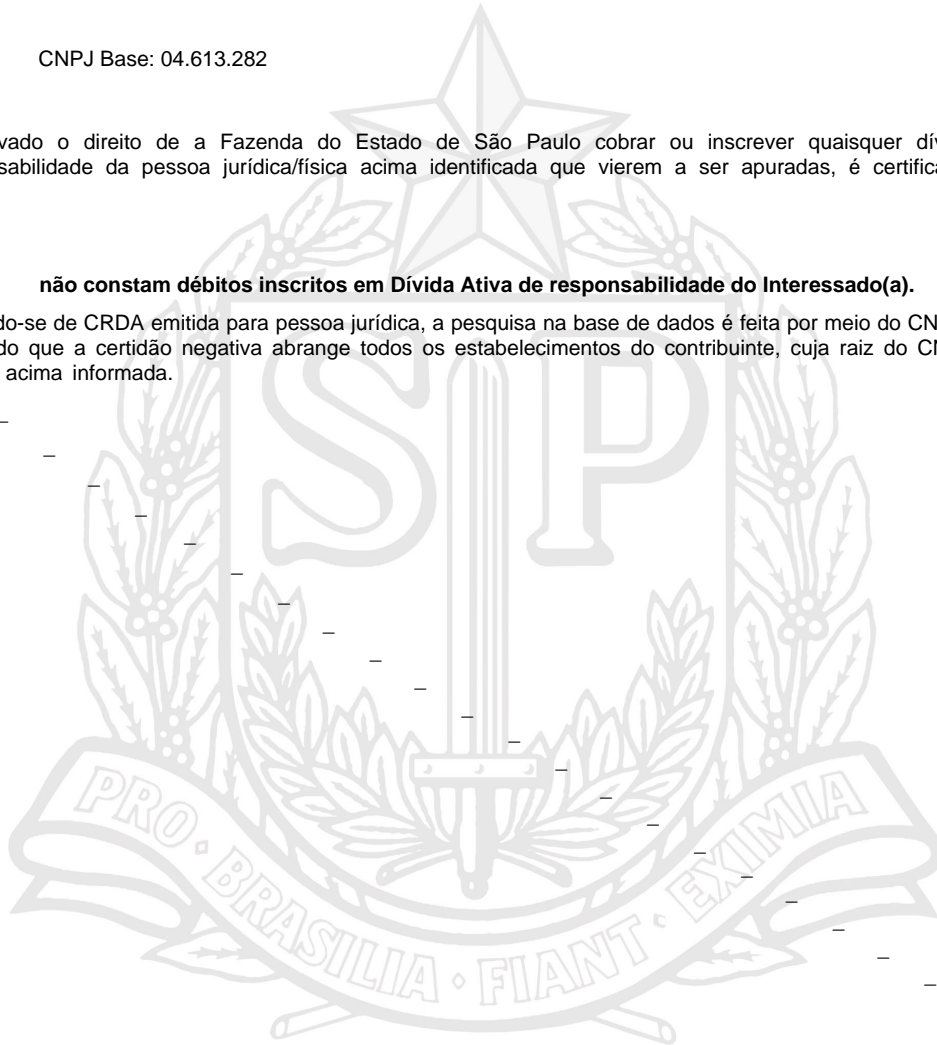 CNPJ Base: 04.613.282
vado o direito de a Fazenda do Estado de São Paulo cobrar ou inscrever quaisquer dív
sabilidade da pessoa jurídica/física acima identificada que vierem a ser apuradas, é certifica
não constam débitos inscritos em Dívida Ativa de responsabilidade do Interessado(a).
do-se de CRDA emitida para pessoa jurídica, a pesquisa na base de dados é feita por meio do CN
do que a certidão negativa abrange todos os estabelecimentos do contribuinte, cuja raiz do CN
acima informada.
SP
PRO • BRASILIA • FIANT • EXIMIA